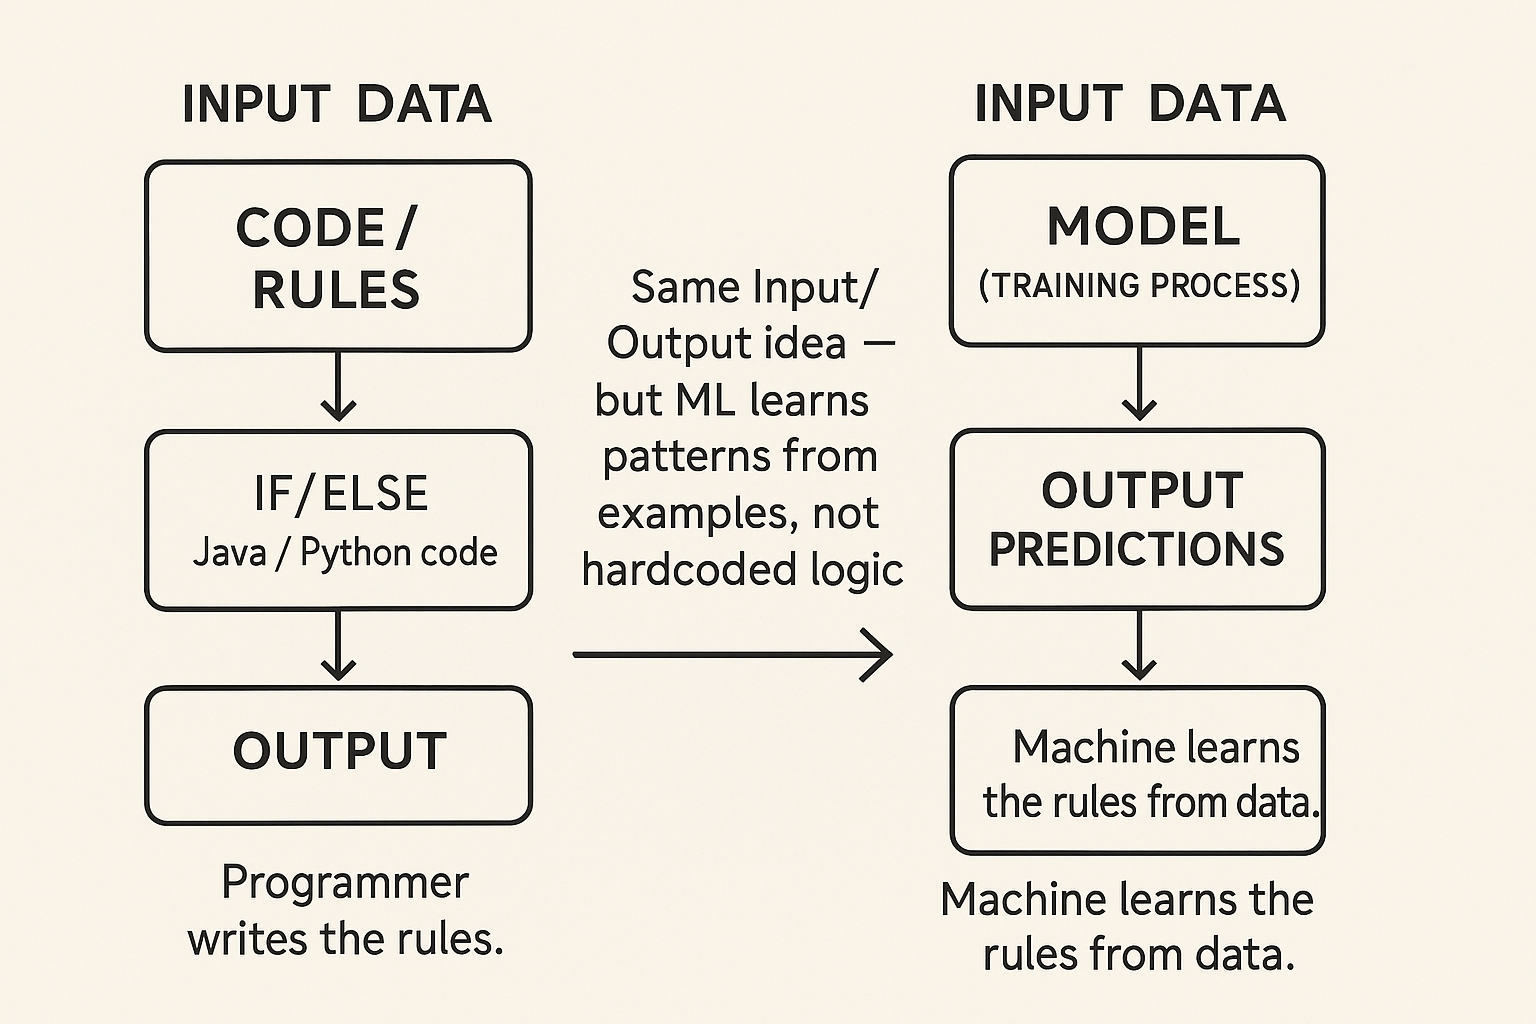 INPUT DATA
CODE /
RULES
IF/ELSE
Java / Python code
OUTPUT
Programmer
writes the rules.
Same Input/
Output idea —
but ML learns
patterns from
examples, not
hardcoded logic
INPUT DATA
MODEL
(TRAINING PROCESS)
OUTPUT
PREDICTIONS
Machine learns
the rules from data.
Machine learns the
rules from data.